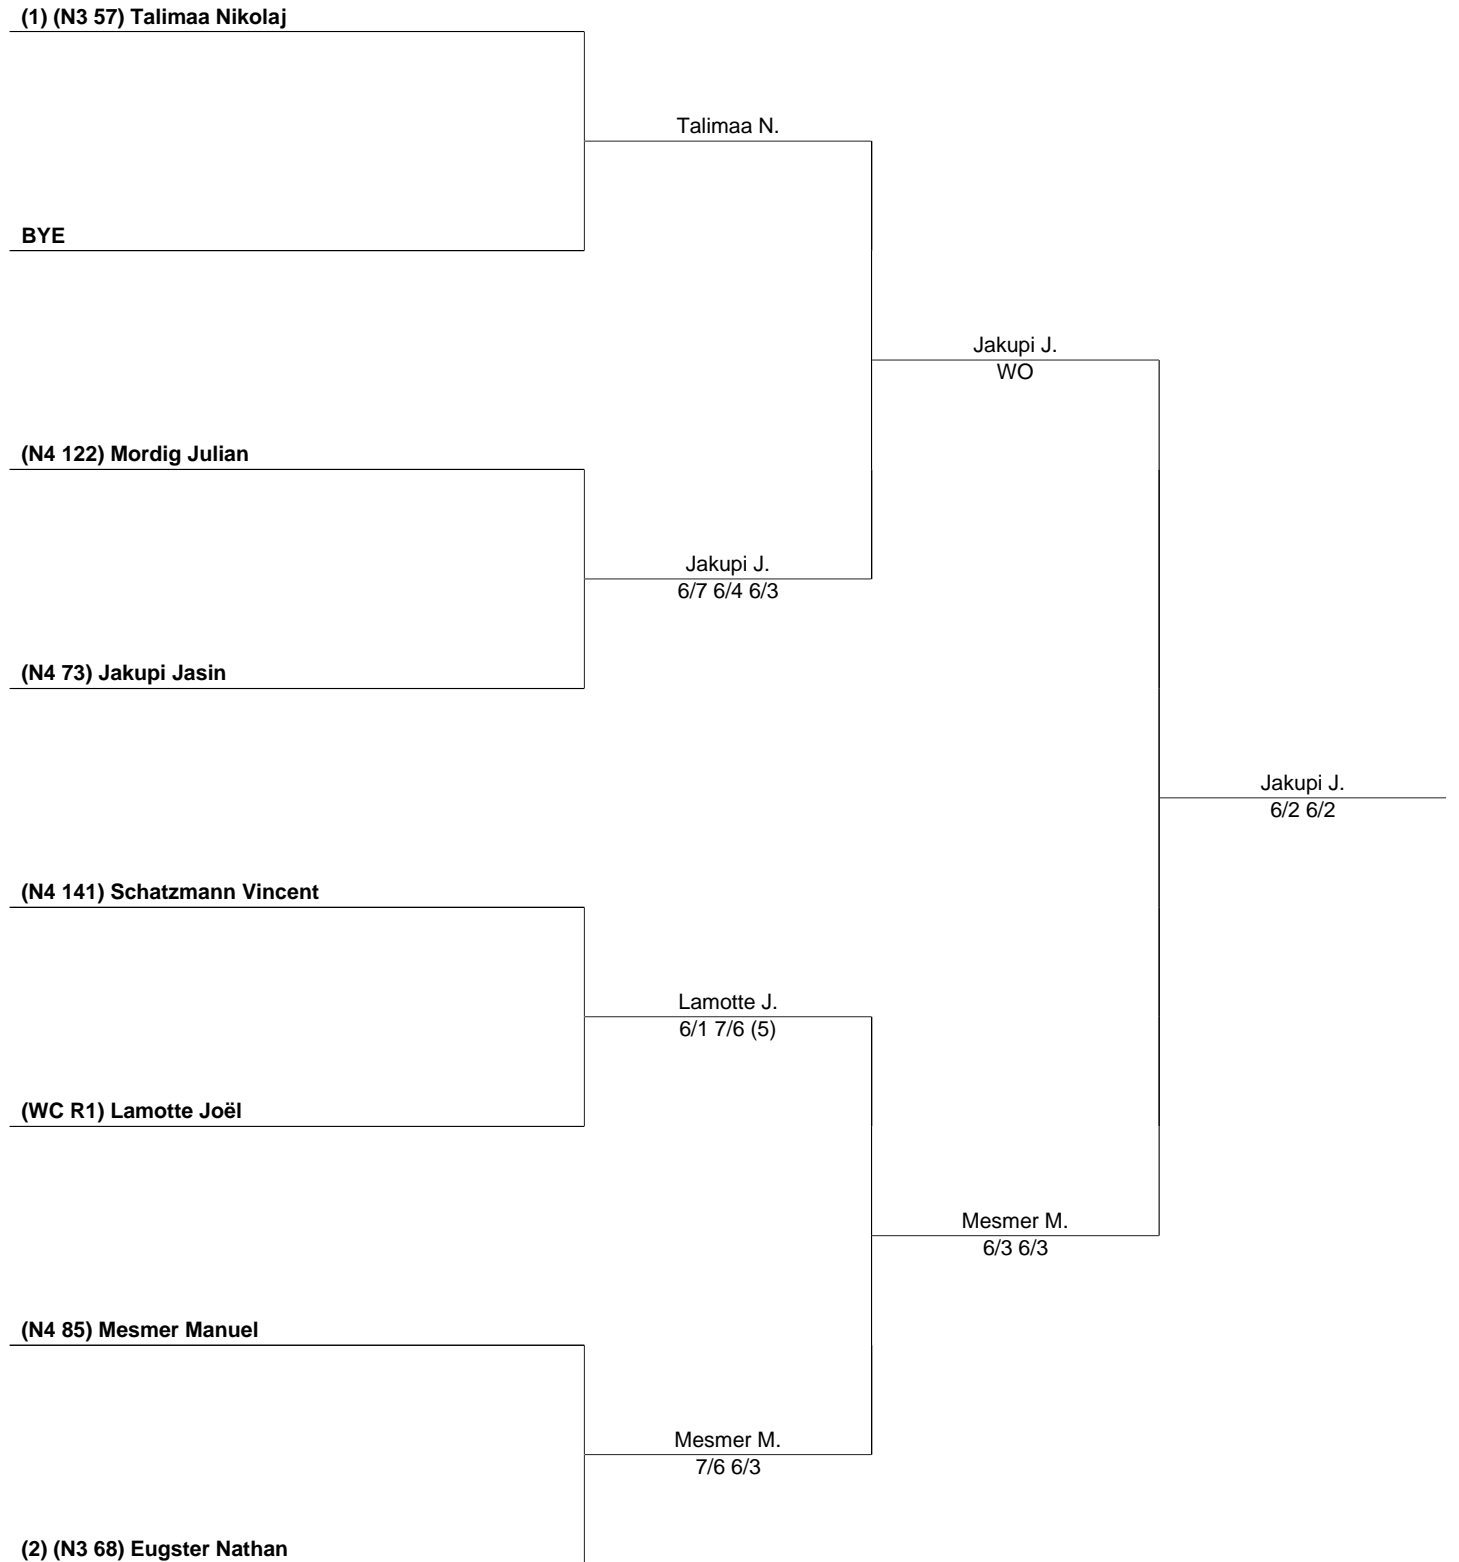 (1) (N3 57) Talimaa Nikolaj
Talimaa N.
BYE
Jakupi J.
WO
(N4 122) Mordig Julian
Jakupi J.
6/7 6/4 6/3
(N4 73) Jakupi Jasin
Jakupi J.
6/2 6/2
(N4 141) Schatzmann Vincent
Lamotte J.
6/1 7/6 (5)
(WC R1) Lamotte Joël
Mesmer M.
6/3 6/3
(N4 85) Mesmer Manuel
Mesmer M.
7/6 6/3
(2) (N3 68) Eugster Nathan